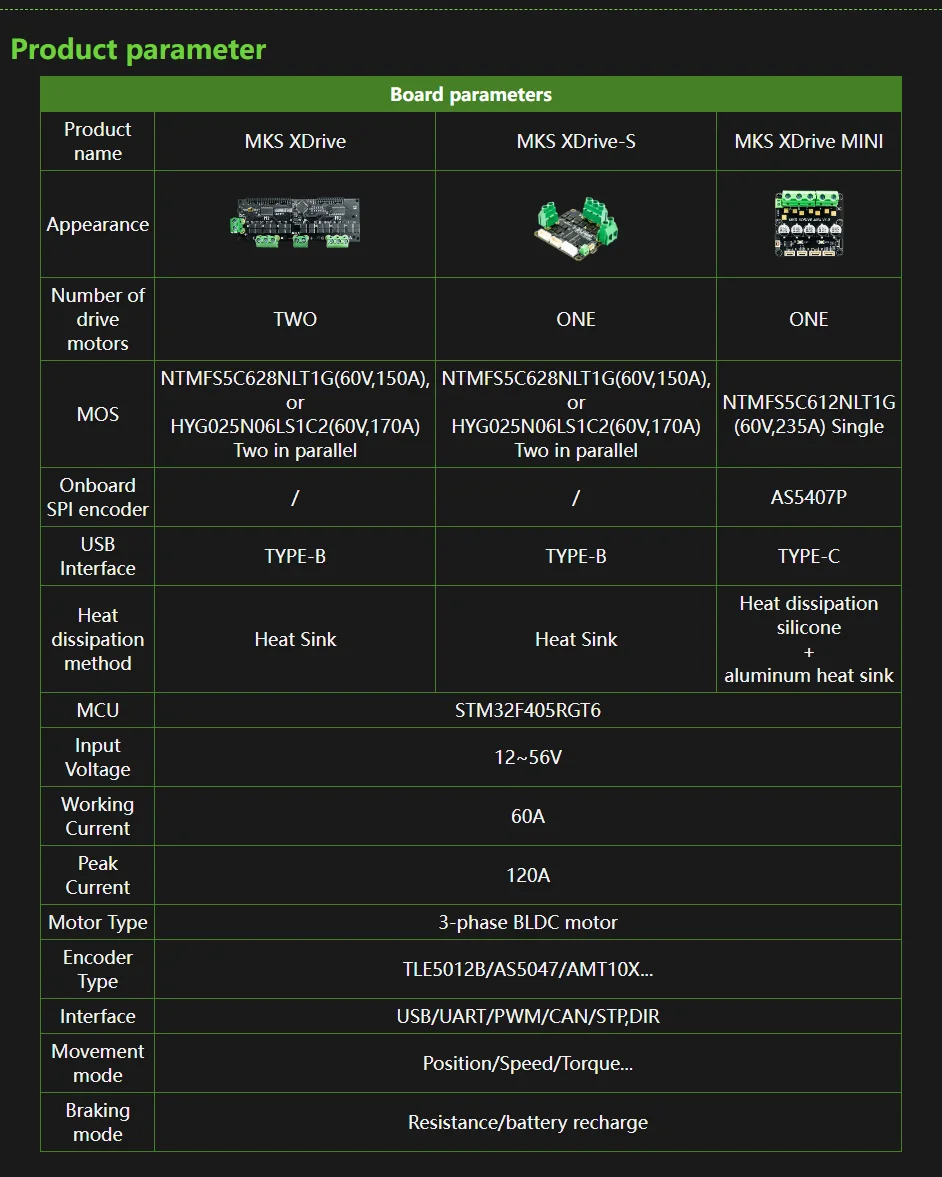 Product parameter
Board parameters
Product name
MKS XDrive
MKS XDrive-S
MKS XDrive MINI
Appearance
Number of drive motors
TWO
ONE
ONE
MOS
NTMFS5C628NLT1G(60V,150A),
or
HYG025N06LS1C2(60V,170A)
Two in parallel
NTMFS5C628NLT1G(60V,150A),
or
HYG025N06LS1C2(60V,170A)
Two in parallel
NTMFS5C612NLT1G
(60V,235A) Single
Onboard
SPI encoder
/
/
AS5407P
USB
Interface
TYPE-B
TYPE-B
TYPE-C
Heat
dissipation
method
Heat Sink
Heat Sink
Heat dissipation
silicone
+
aluminum heat sink
MCU
STM32F405RGT6
Input
Voltage
12~56V
Working
Current
60A
Peak
Current
120A
Motor Type
3-phase BLDC motor
Encoder
Type
TLE5012B/AS5047/AMT10X...
Interface
USB/UART/PWM/CAN/STP,DIR
Movement
mode
Position/Speed/Torque...
Braking
mode
Resistance/battery recharge